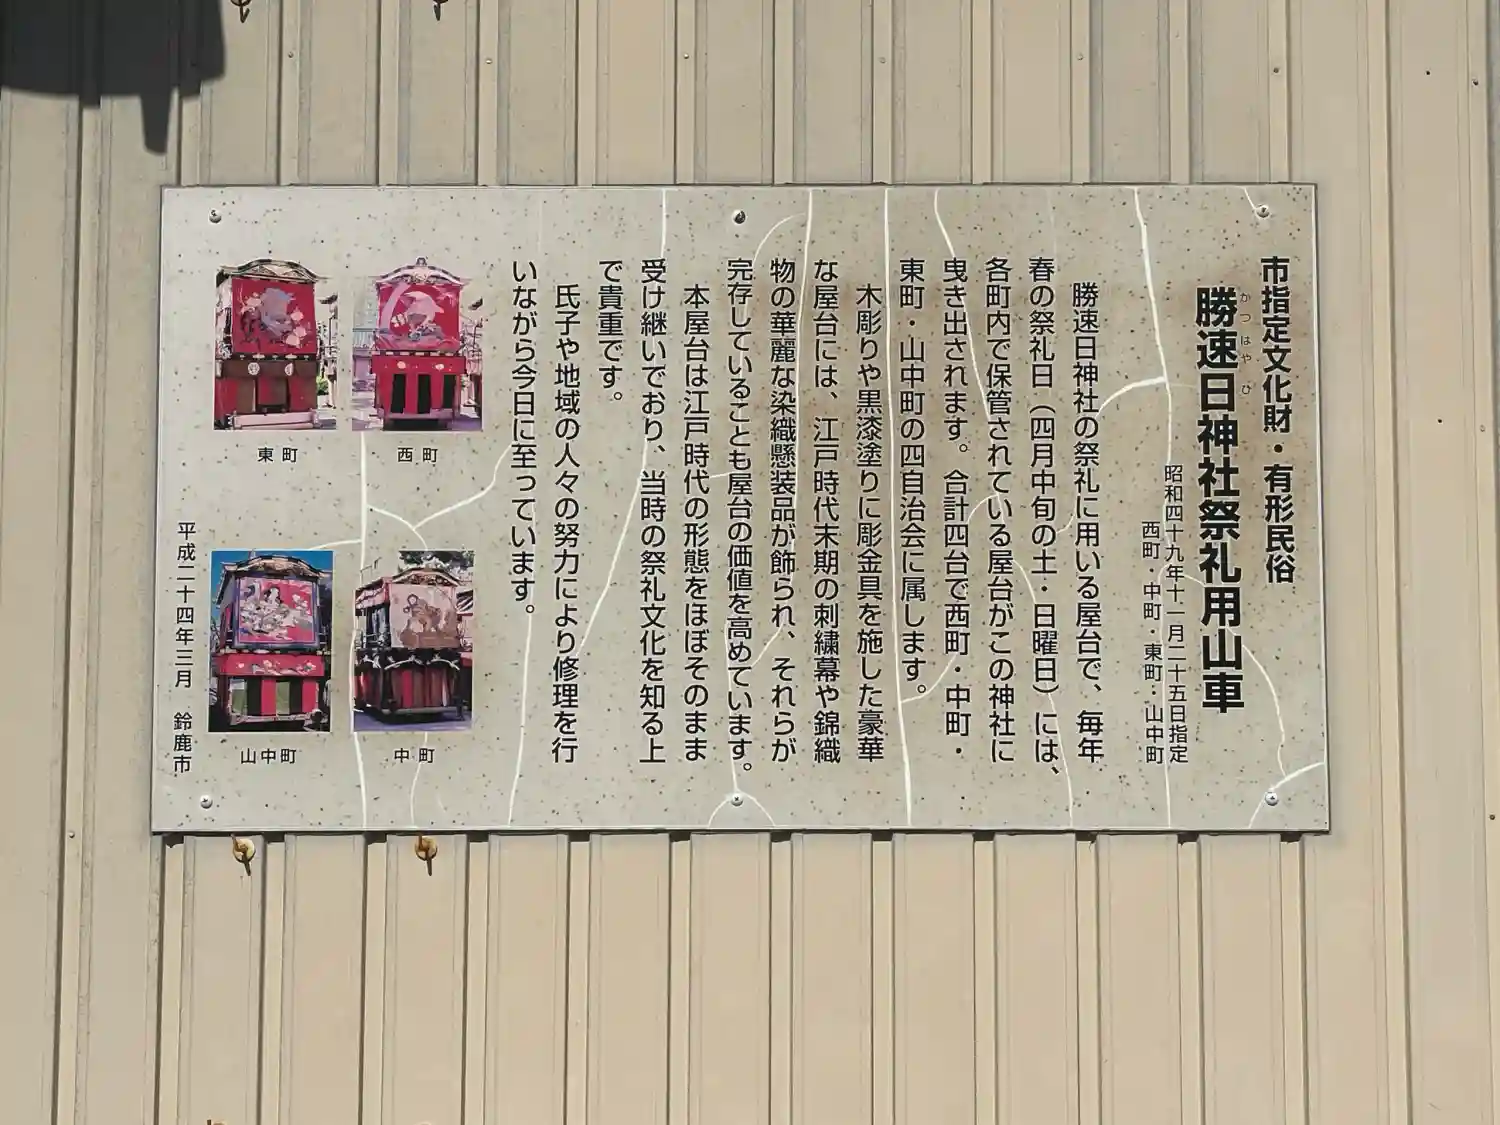 市指定文化財・有形民俗
勝速日神社祭礼用山車
かつはやひ
昭和四十九年十一月二十五日指定
西町・中町・東町・山中町
勝速日神社の祭礼に用いる屋台で、毎年
春の祭礼日（四月中旬の土・日曜日）には、
各町内で保管されている屋台がこの神社に
曳き出されます。合計四台で西町・中町・
東町・山中町の四自治会に属します。
木彫りや黒漆塗りに彫金具を施した豪華
な屋台には、江戸時代末期の刺繍幕や錦織
物の華麗な染織懸装品が飾られ、それらが
完存していることも屋台の価値を高めています。
本屋台は江戸時代の形態をほぼそのまま
受け継いでおり、当時の祭礼文化を知る上
で貴重です。
氏子や地域の人々の努力により修理を行
いながら今日に至っています。
西町
東町
中町
山中町
平成二十四年三月　鈴鹿市